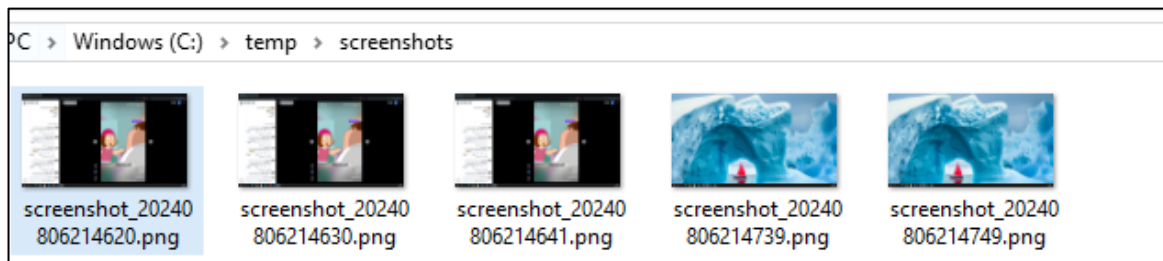 PC > Windows (C:) > temp > screenshots
screenshot_20240 screenshot_20240 screenshot_20240 screenshot_20240 screenshot_20240
806214620.png 806214630.png 806214641.png 806214739.png 806214749.png